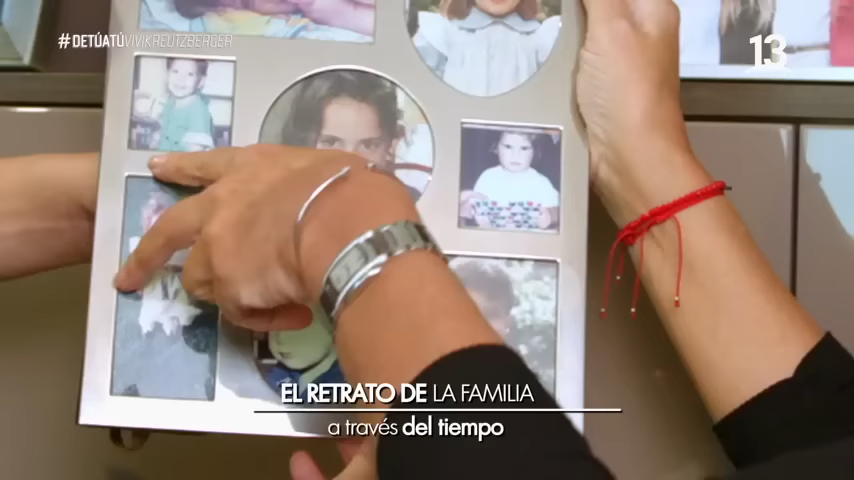 #DETÚATÚVIVIKREUTZBERGER
13
EL RETRATO DE LA FAMILIA
a través del tiempo